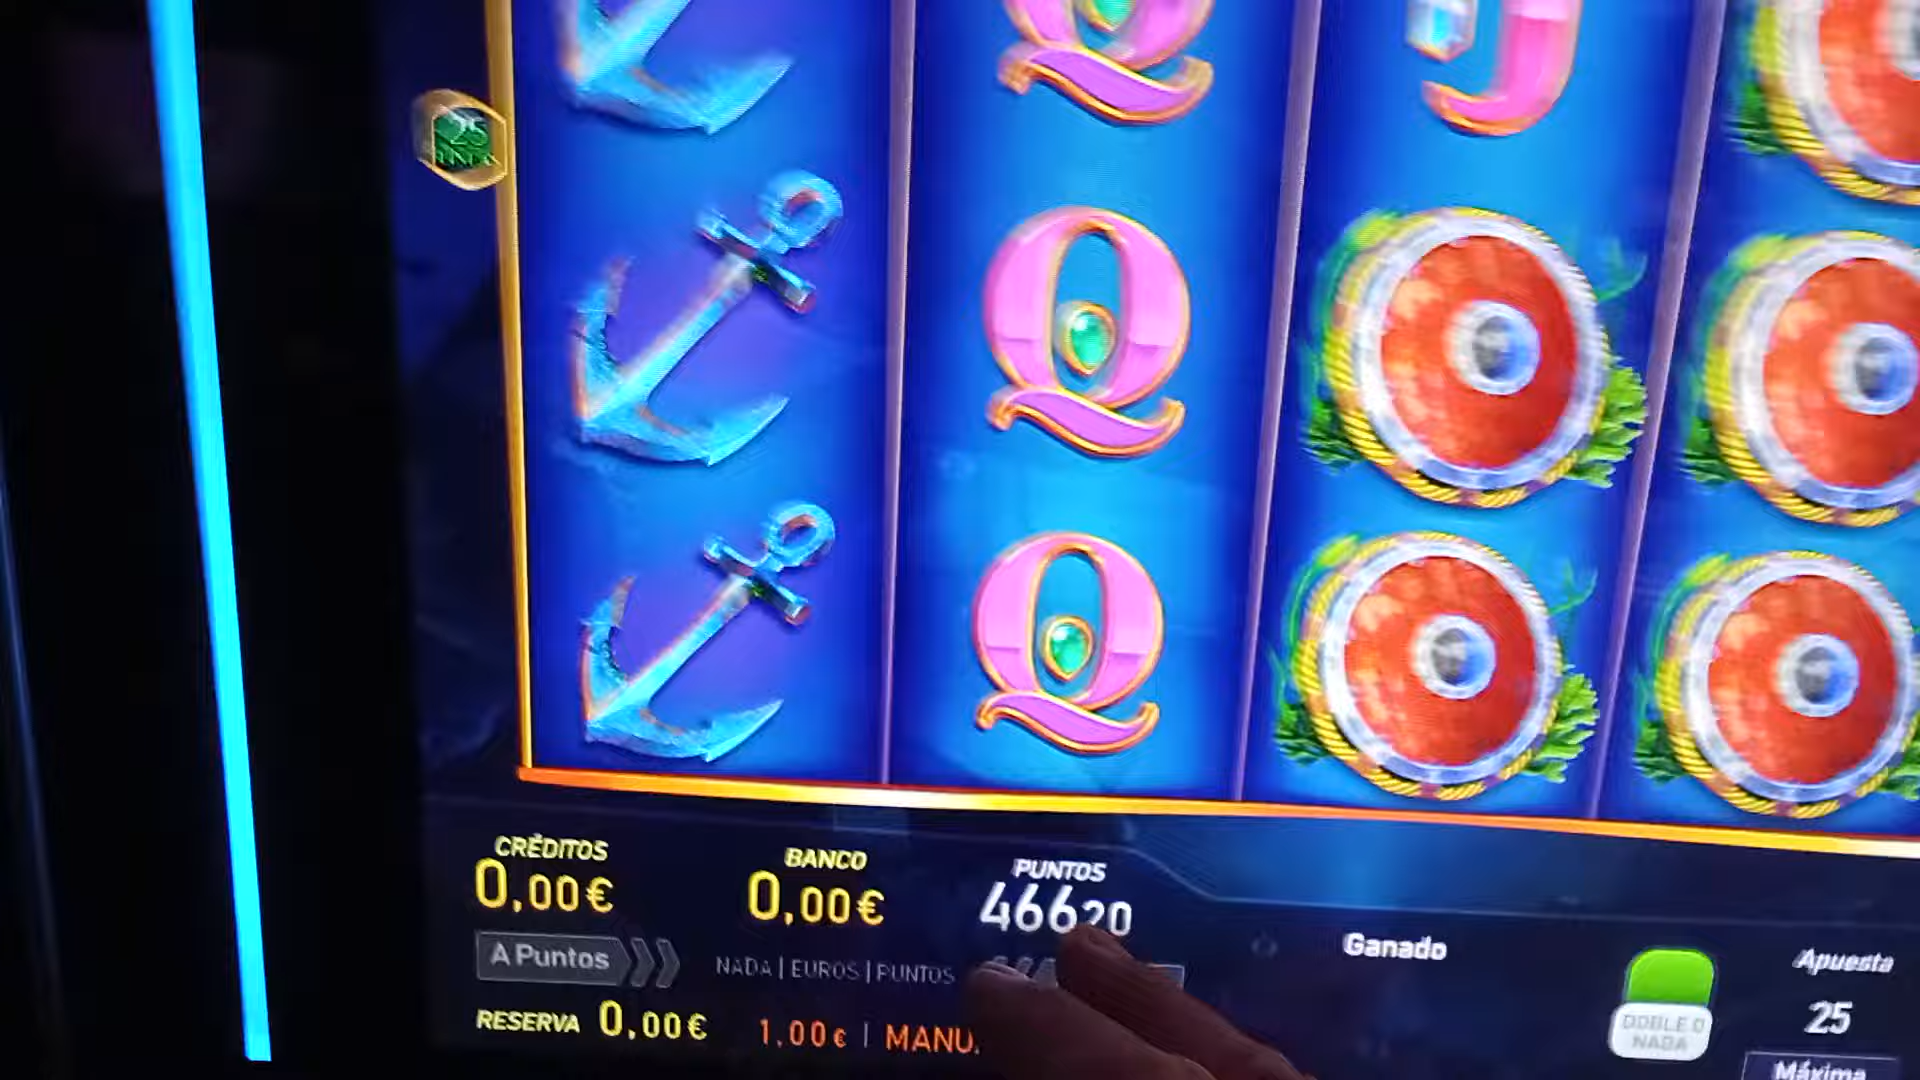 25
CRÉDITOS
0,00€
BANCO
0,00€
PUNTOS
46620
A Puntos
NADA | EUROS | PUNTOS
RESERVA 0,00€
1,00€ | MANU.
Ganado
DOBLE O
NADA
Apuesta
25
Máxima